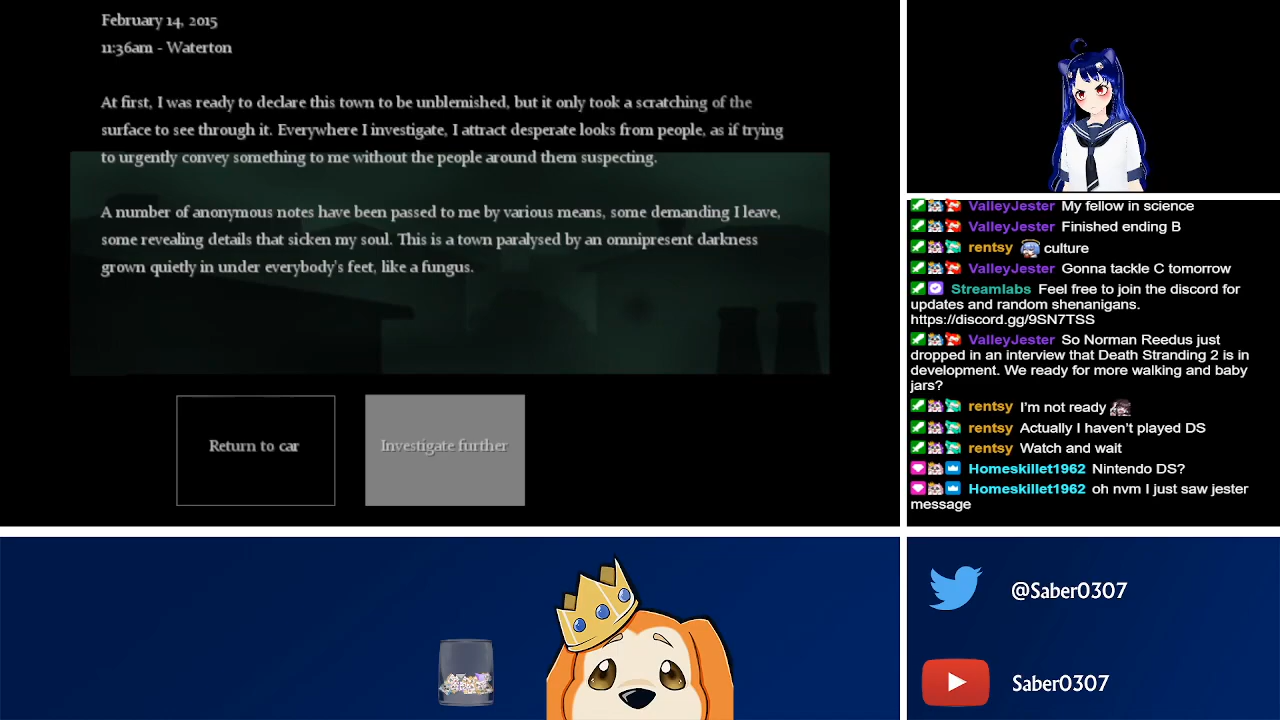 February 14, 2015
11:36am - Waterton
At first, I was ready to declare this town to be unblemished, but it only took a scratching of the
surface to see through it. Everywhere I investigate, I attract desperate looks from people, as if trying
to urgently convey something to me without the people around them suspecting.
A number of anonymous notes have been passed to me by various means, some demanding I leave,
some revealing details that sicken my soul. This is a town paralysed by an omnipresent darkness
grown quietly in under everybody's feet, like a fungus.
Return to car
Investigate further
ValleyJester My fellow in science
ValleyJester Finished ending B
rentsy culture
ValleyJester Gonna tackle C tomorrow
Streamlabs Feel free to join the discord for
updates and random shenanigans.
https://discord.gg/9SN7TSS
ValleyJester So Norman Reedus just
dropped in an interview that Death Stranding 2 is in
development. We ready for more walking and baby
jars?
rentsy I'm not ready
rentsy Actually I haven't played DS
rentsy Watch and wait
Homeskillet1962 Nintendo DS?
Homeskillet1962 oh nvm I just saw jester
message
@Saber0307
Saber0307